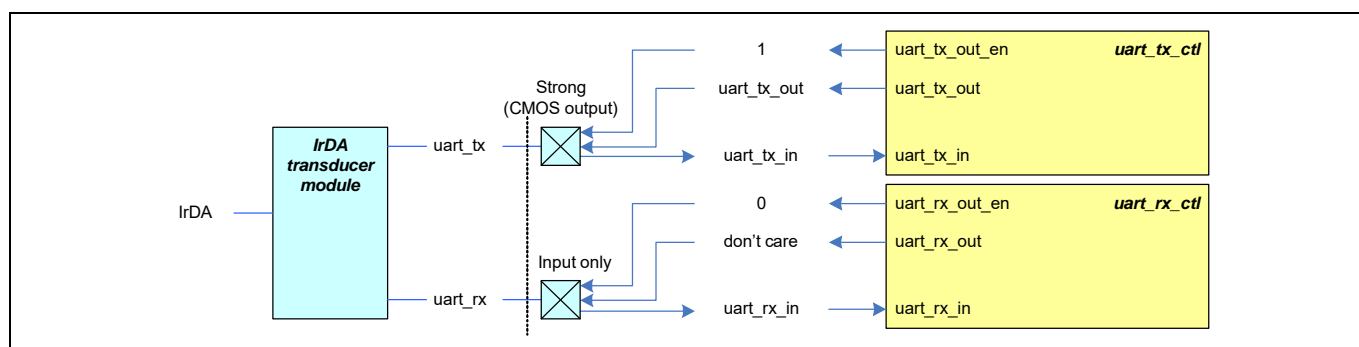 1
uart_tx_out_en
uart_tx_ctl
Strong
(CMOS output)
uart_tx_out
uart_tx_out
IrDA
transducer
module
uart_tx
uart_tx_in
uart_tx_in
IrDA
0
uart_rx_out_en
uart_rx_ctl
don't care
uart_rx_out
Input only
uart_rx
uart_rx_in
uart_rx_in